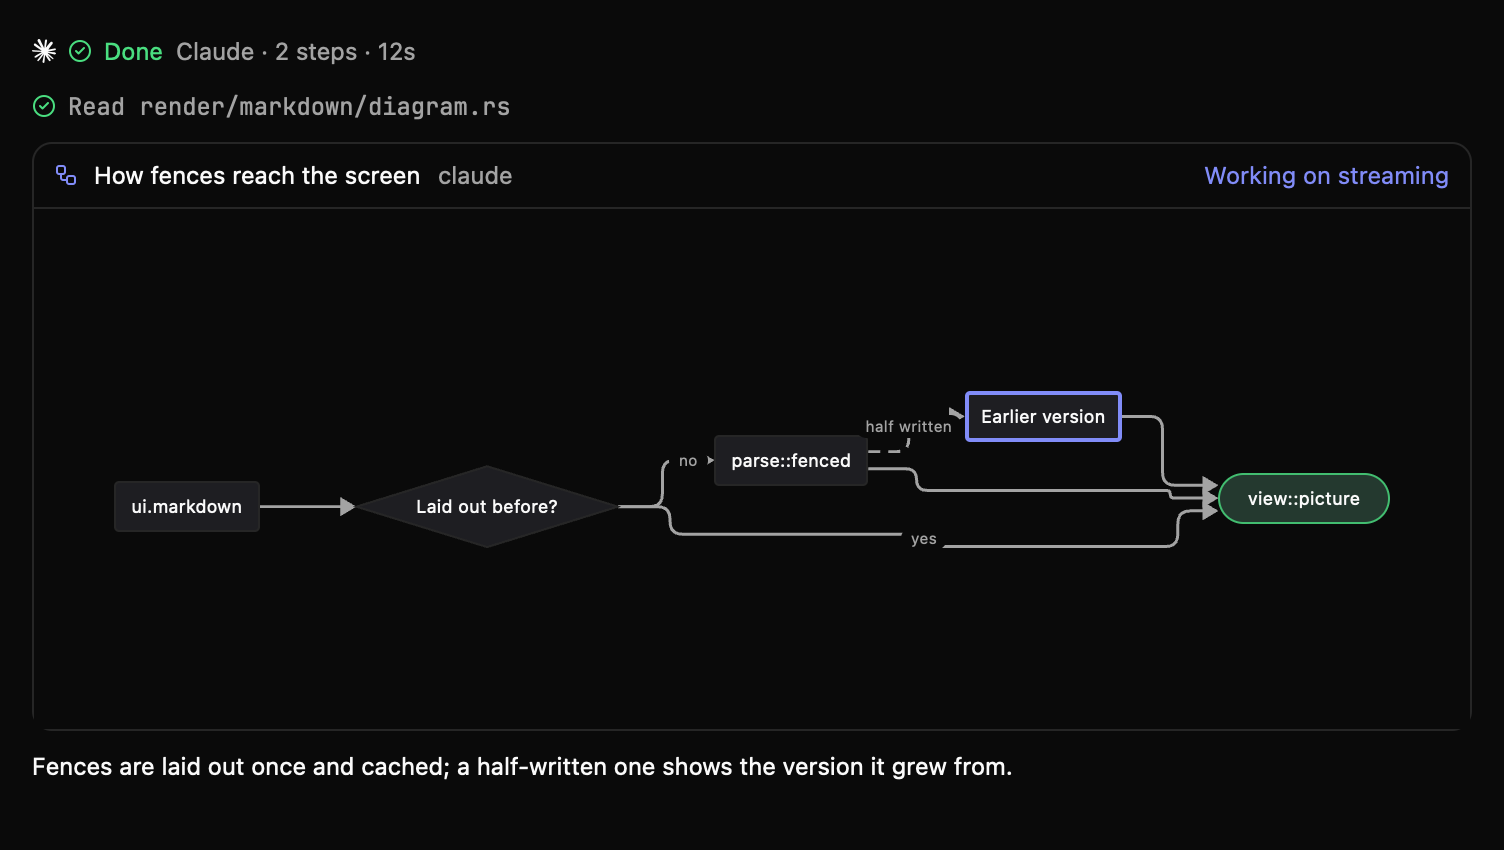 Done Claude · 2 steps · 12s
Read render/markdown/diagram.rs
How fences reach the screen claude
Working on streaming
ui.markdown
Laid out before?
no
parse::fenced
half written
Earlier version
yes
view::picture
Fences are laid out once and cached; a half-written one shows the version it grew from.